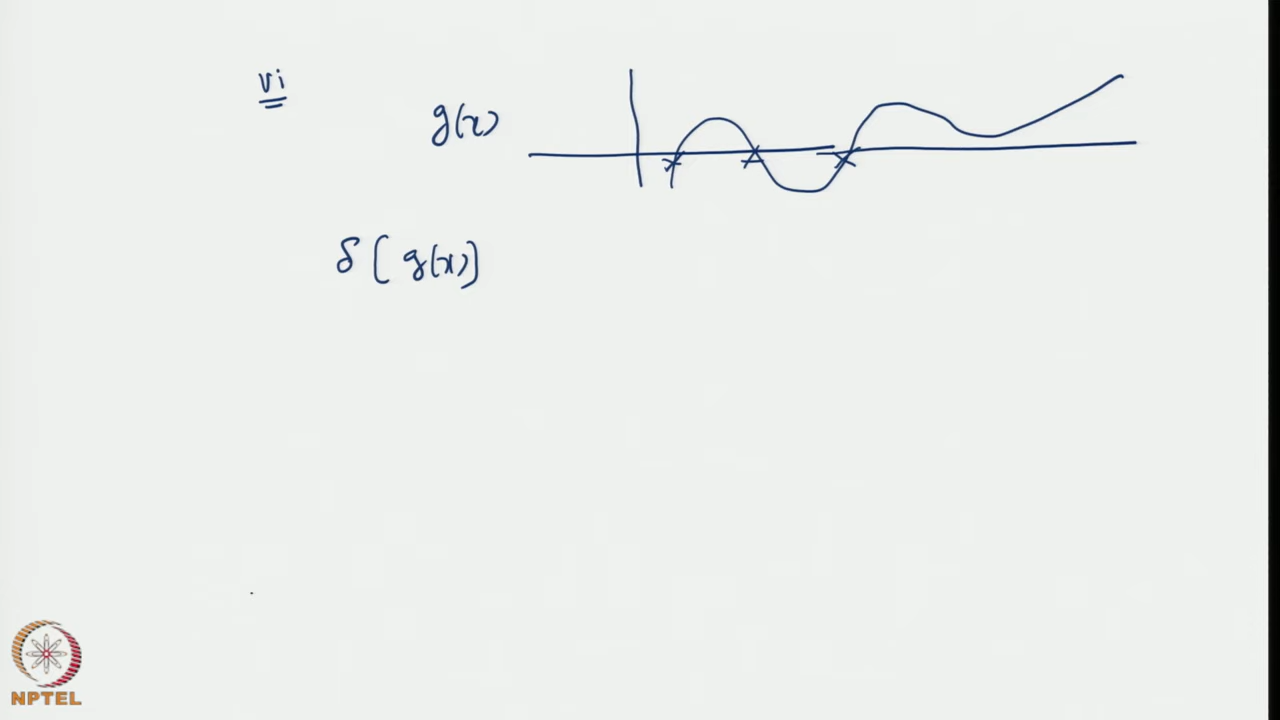 vi
g(x)
δ [ g(x) ]
NPTEL